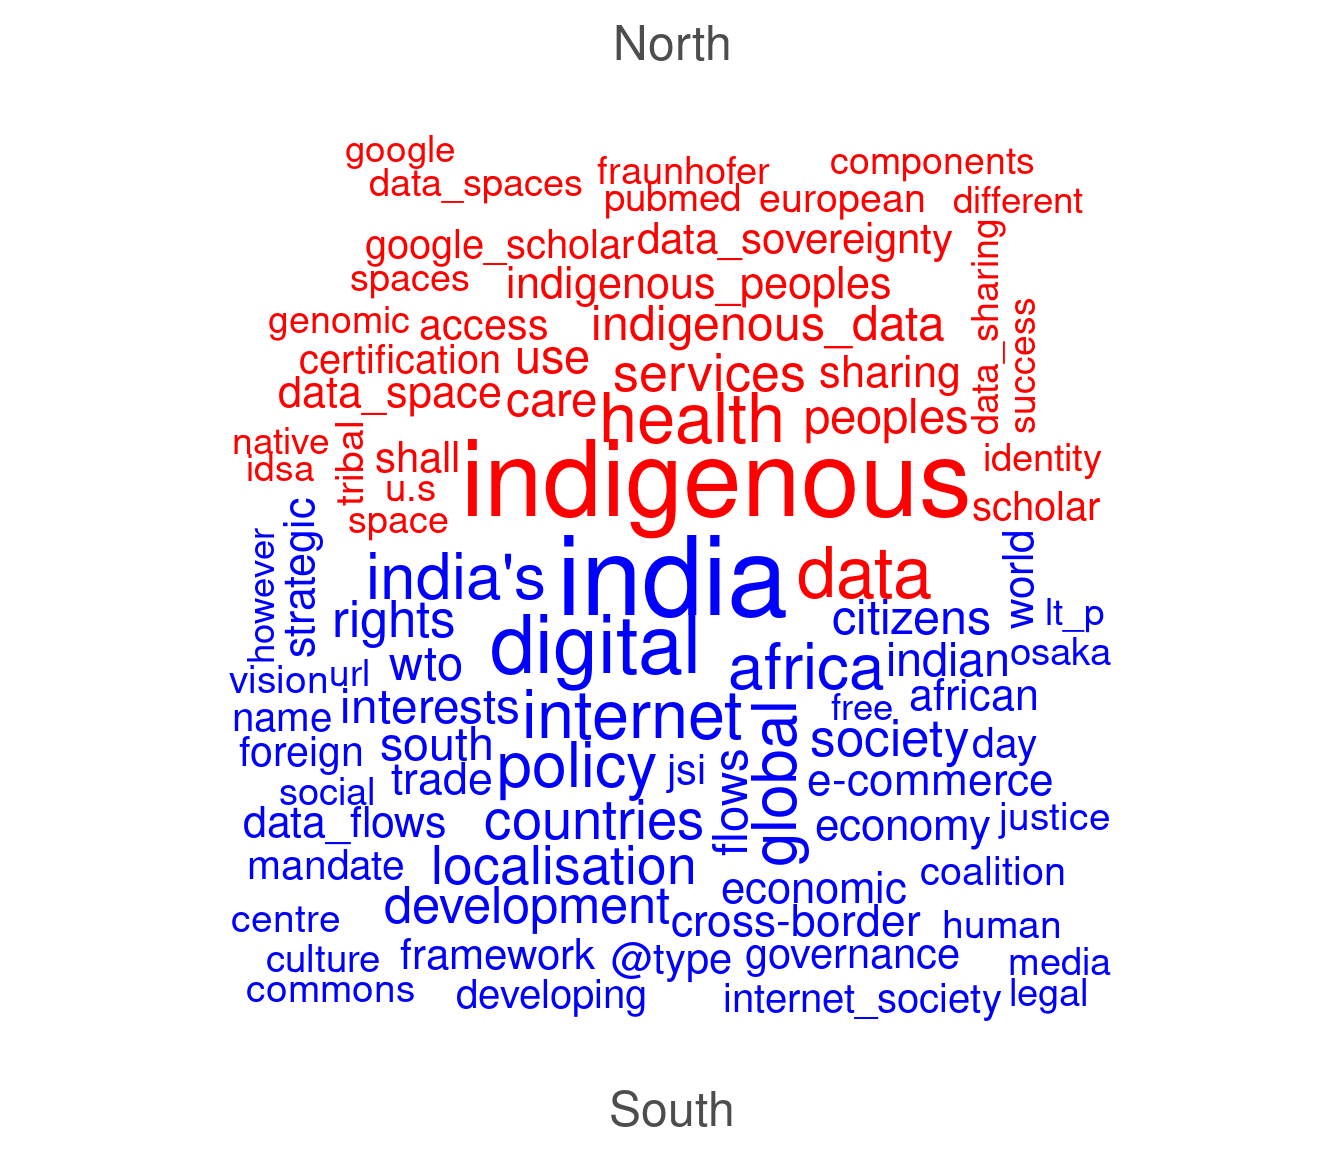 North
google
data_spaces
fraunhofer
components
pubmed
european
different
google_scholar
data_sovereignty
data_sharing
spaces
indigenous_peoples
success
genomic
access
indigenous_data
certification
use
services
sharing
data_space
care
health
peoples
native
tribal
shall
indigenous
identity
idsa
u.s
scholar
space
strategic
however
india's
india
data
world
rights
digital
citizens
lt_p
wto
africa
indian
osaka
vision
url
african
name
interests
internet
free
foreign
south
global
society
day
trade
policy
jsi
flows
e-commerce
social
data_flows
countries
economy
justice
mandate
localisation
economic
coalition
centre
development
cross-border
human
culture
framework
@type
governance
media
commons
developing
internet_society
legal
South